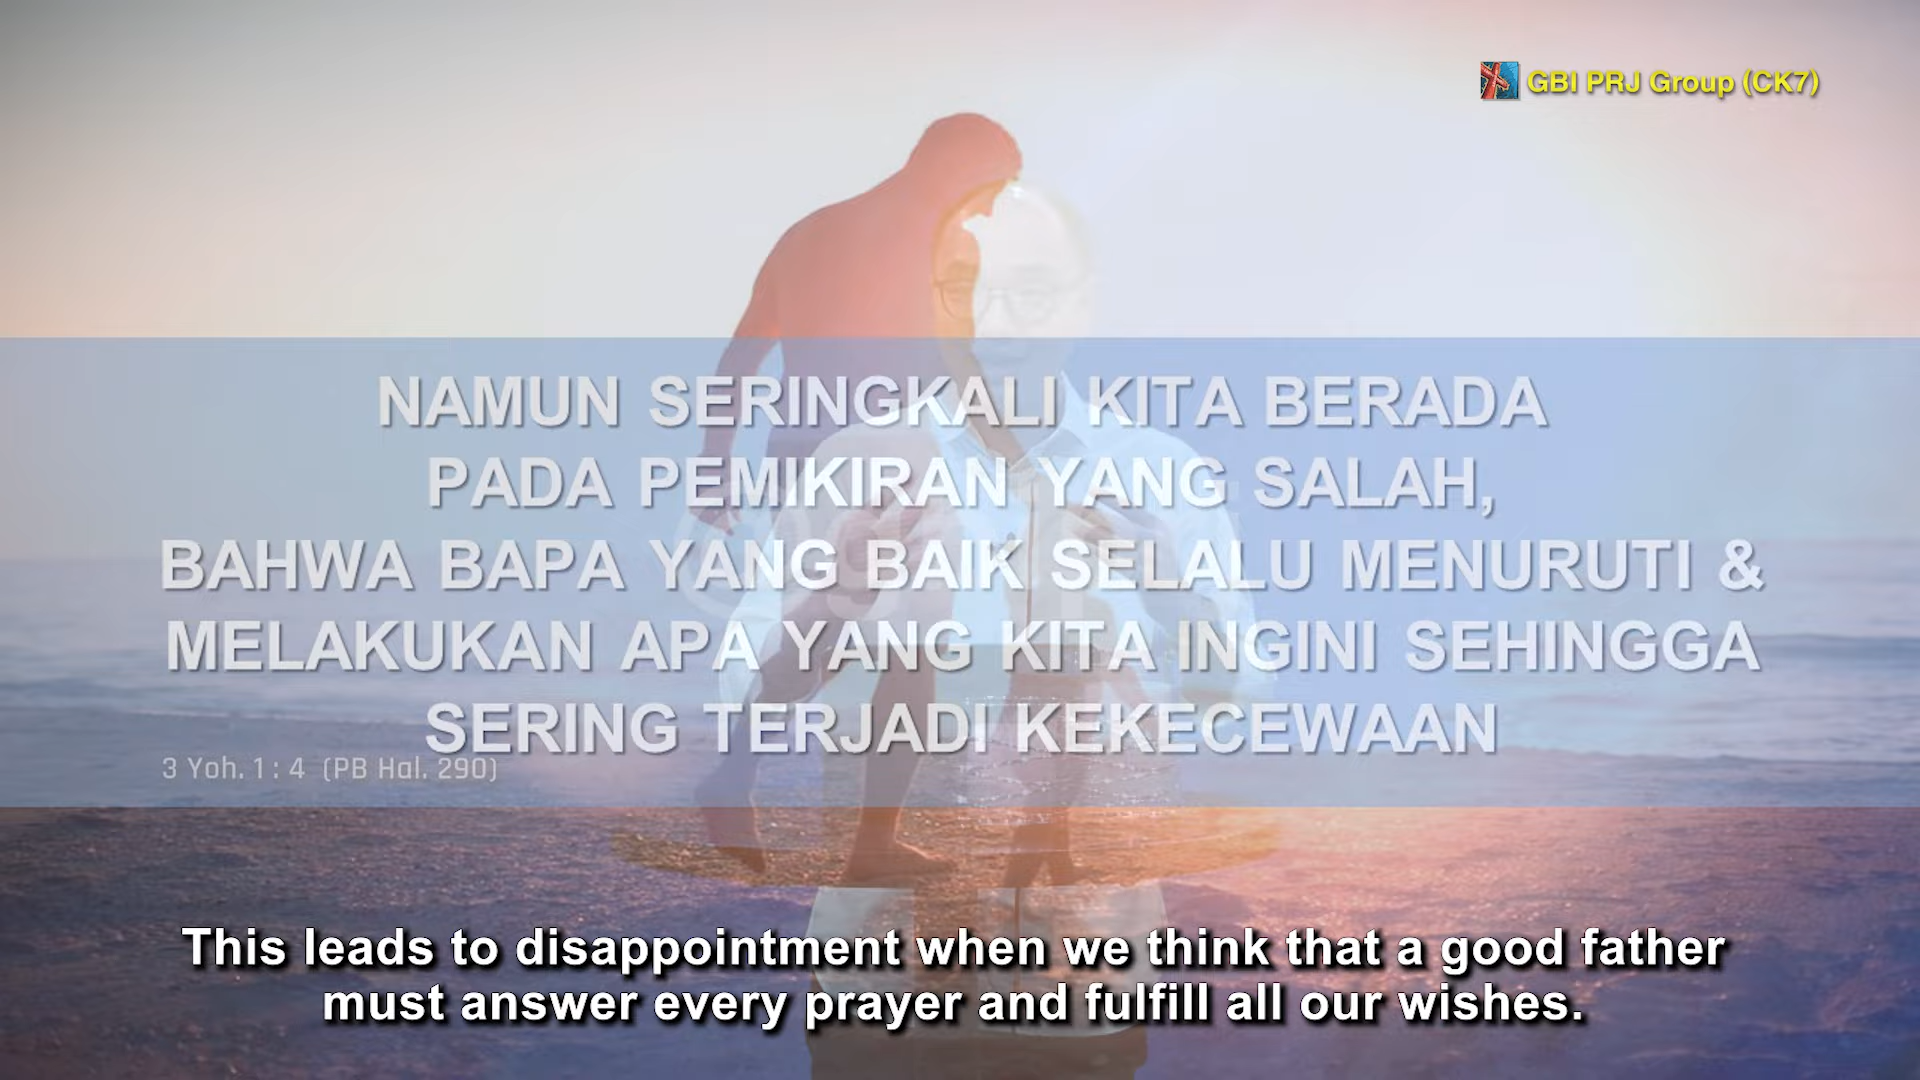 GBI PRJ Group (CK7)
NAMUN SERINGKALI KITA BERADA
PADA PEMIKIRAN YANG SALAH,
BAHWA BAPA YANG BAIK SELALU MENURUTI &
MELAKUKAN APA YANG KITA INGINI SEHINGGA
SERING TERJADI KEKECEWAAN
3 Yoh. 1 : 4 (PB Hal. 290)
This leads to disappointment when we think that a good father
must answer every prayer and fulfill all our wishes.